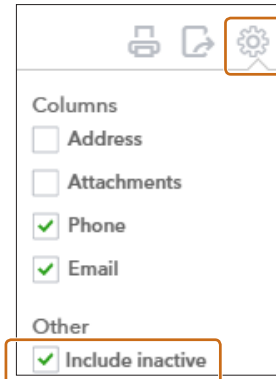 Columns
Address
Attachments
Phone
Email
Other
Include inactive